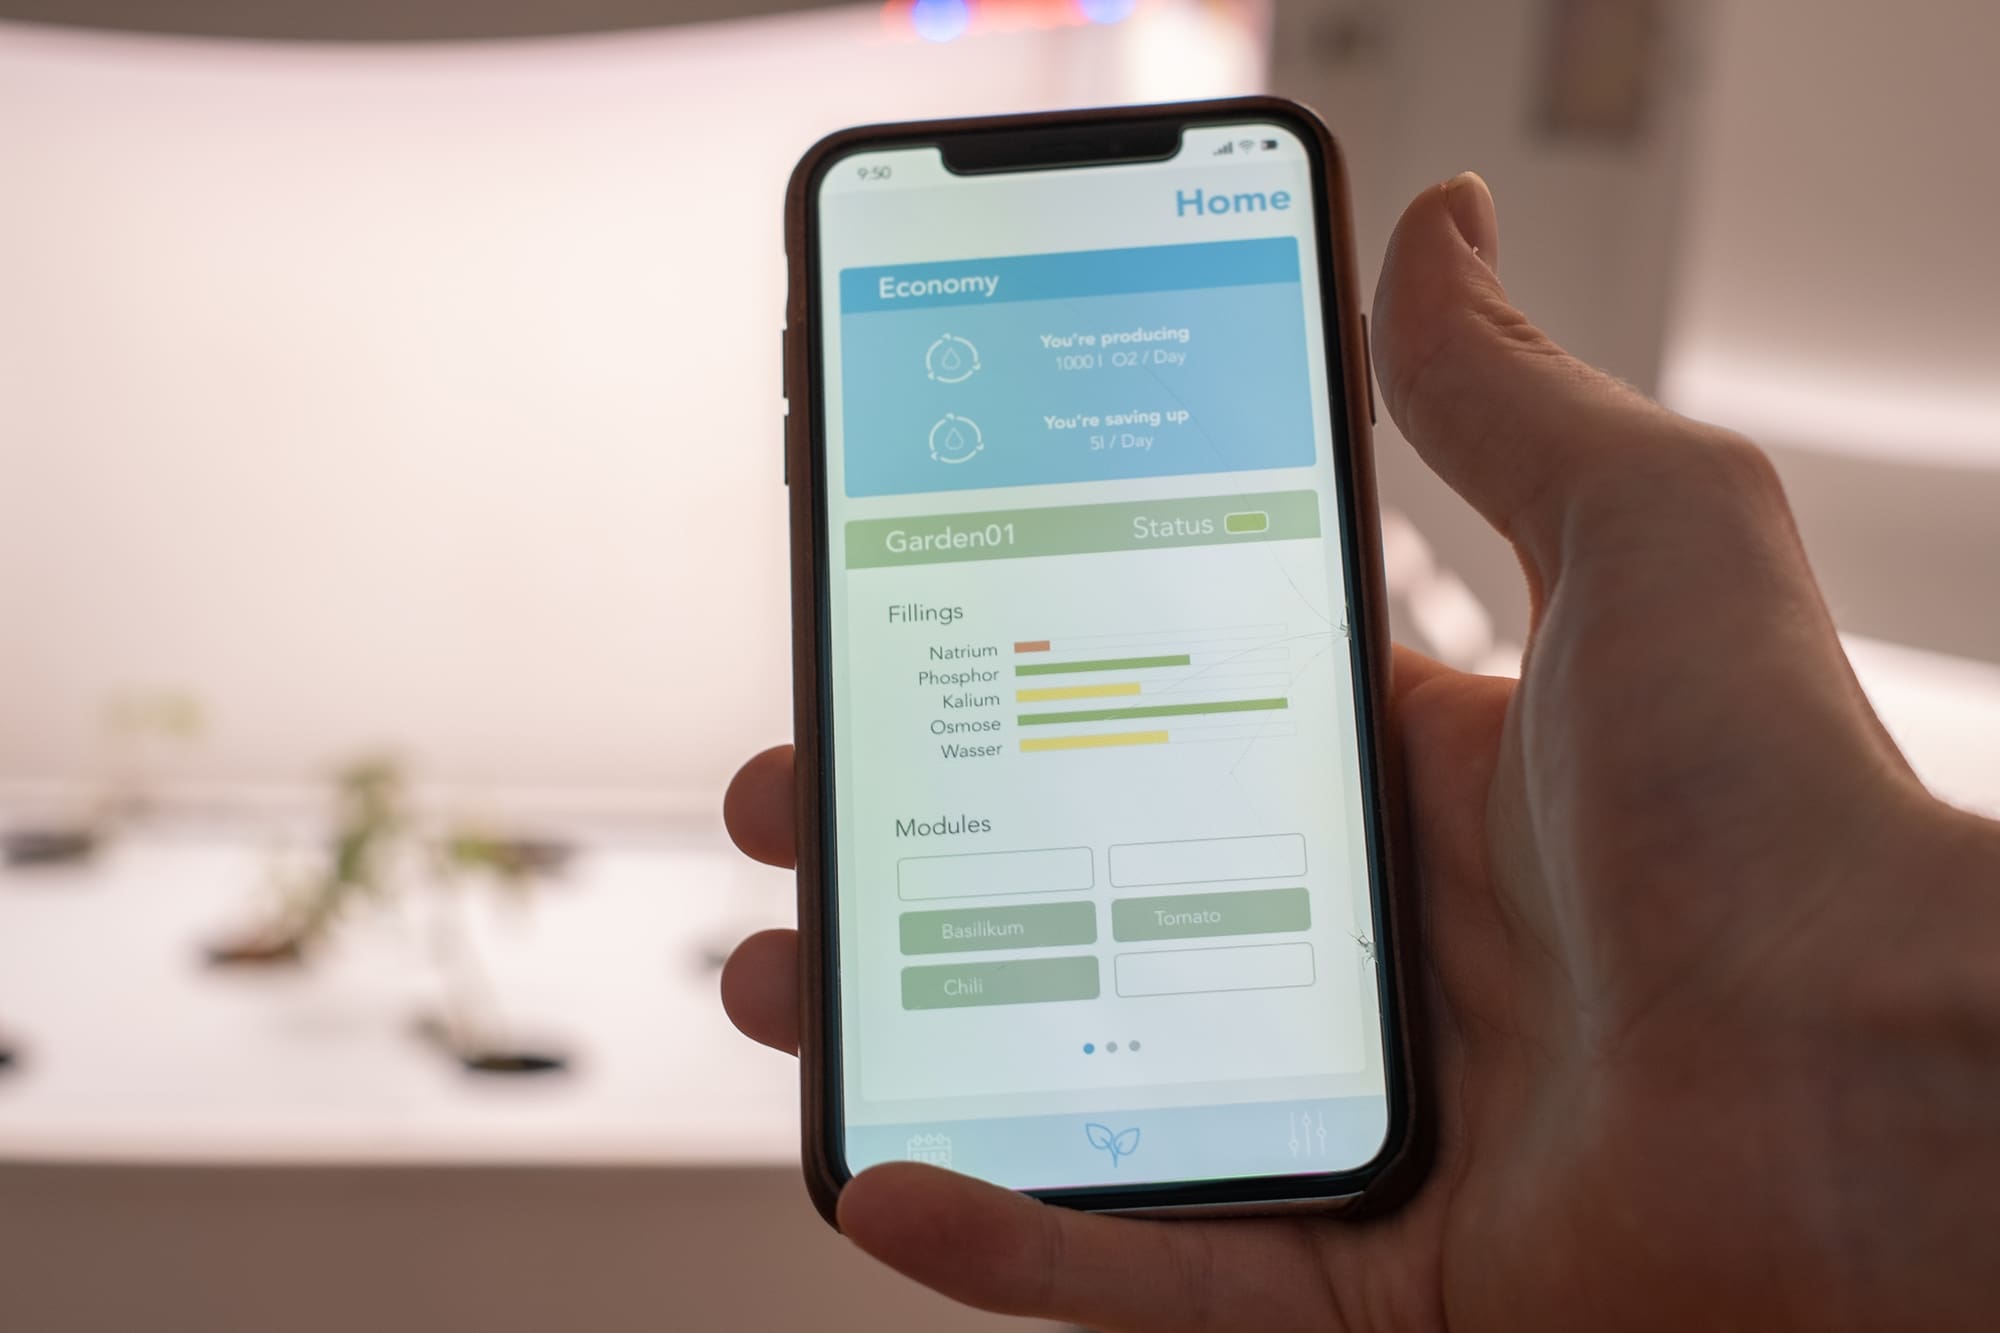 9:50
Home
Economy
You're producing
1000 l O2 / Day
You're saving up
5l / Day
Garden01 Status
Fillings
Natrium
Phosphor
Kalium
Osmose
Wasser
Modules
Basilikum Tomato
Chili